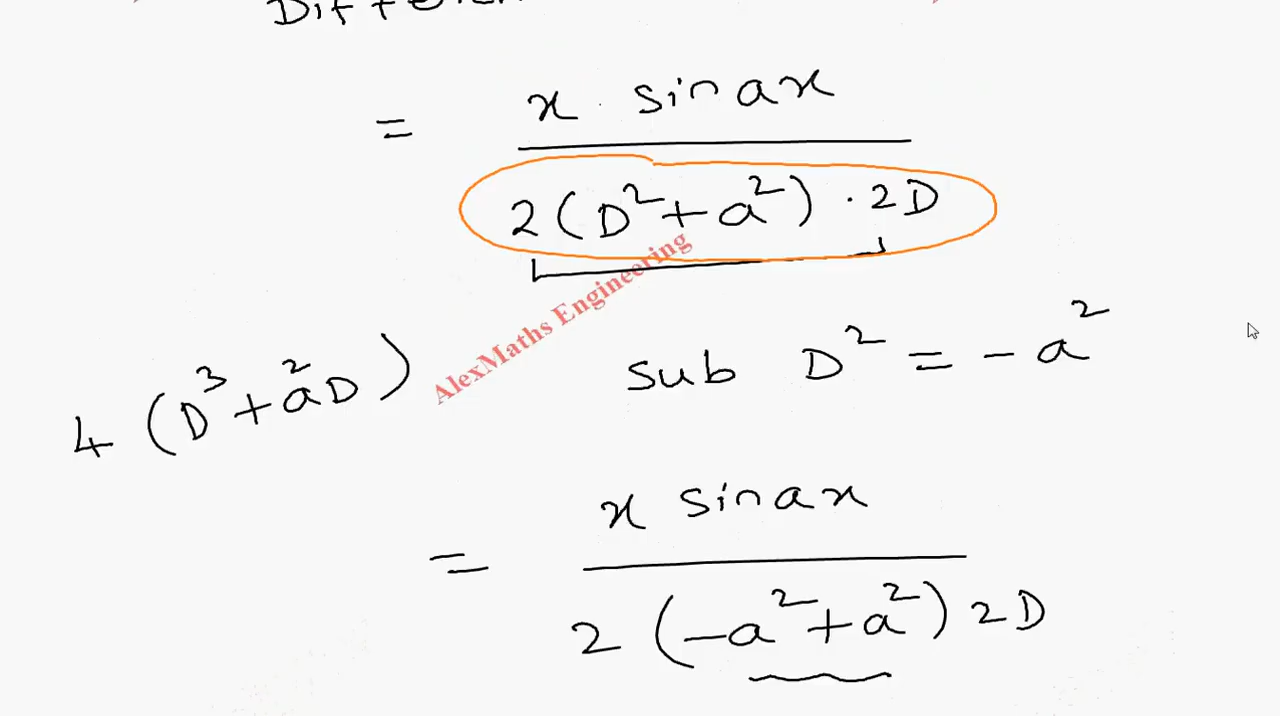 = x sin ax
2(D²+a²) · 2D
AlexMaths Engineering
4 (D³+a²D)
sub D² = -a²
= x sin ax
2 (-a²+a²) 2D